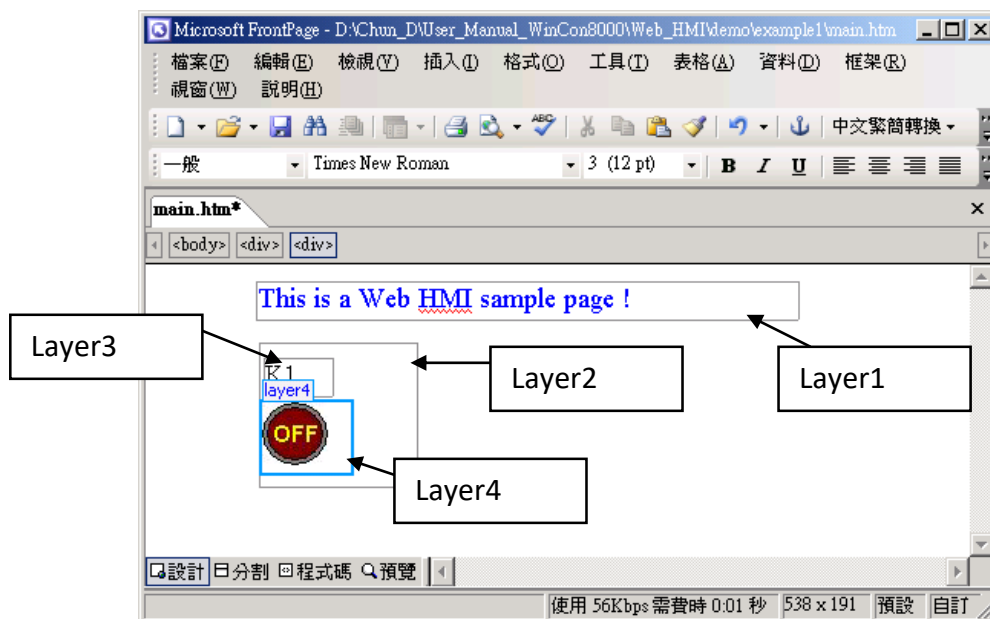 Microsoft FrontPage - D:\Chun_D\User_Manual_WinCon8000\Web_HMI\demo\example1\main.htm
檔案(F) 編輯(E) 檢視(V) 插入(I) 格式(O) 工具(T) 表格(A) 資料(D) 框架(R)
視窗(W) 說明(H)
中文繁簡轉換
一般 Times New Roman 3 (12 pt) B I U
main.htm*
<body> <div> <div>
This is a Web HMI sample page !
Layer3
Layer2
Layer1
K1
layer4
OFF
Layer4
設計 分割 程式碼 預覽
使用 56Kbps 需費時 0:01 秒 538 x 191 預設 自訂